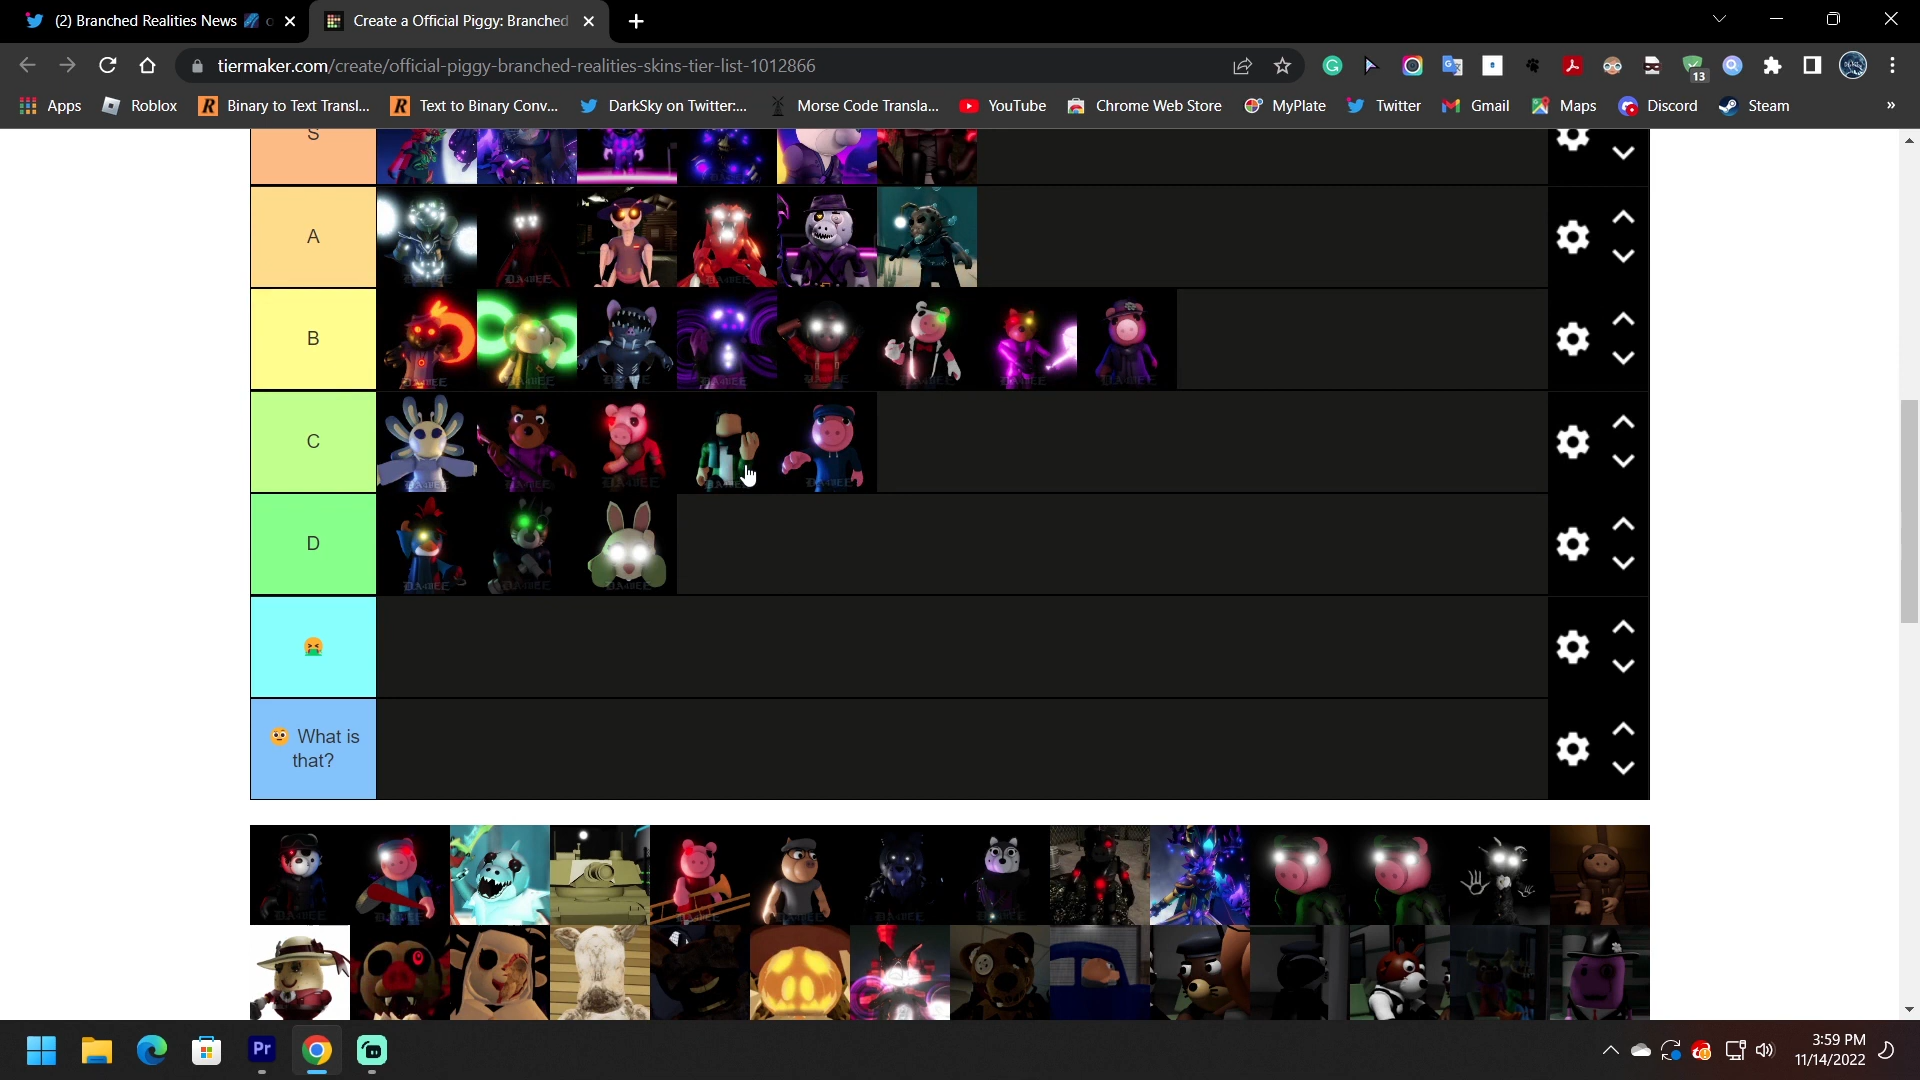 (2) Branched Realities News
Create a Official Piggy: Branched
tiermaker.com/create/official-piggy-branched-realities-skins-tier-list-1012866
13
Apps
Roblox
Binary to Text Transl...
Text to Binary Conv...
DarkSky on Twitter:...
Morse Code Transla...
YouTube
Chrome Web Store
MyPlate
Twitter
Gmail
Maps
Discord
Steam
»
S
A
B
C
D
🤮
🥺 What is
that?
Pr
3:59 PM
11/14/2022